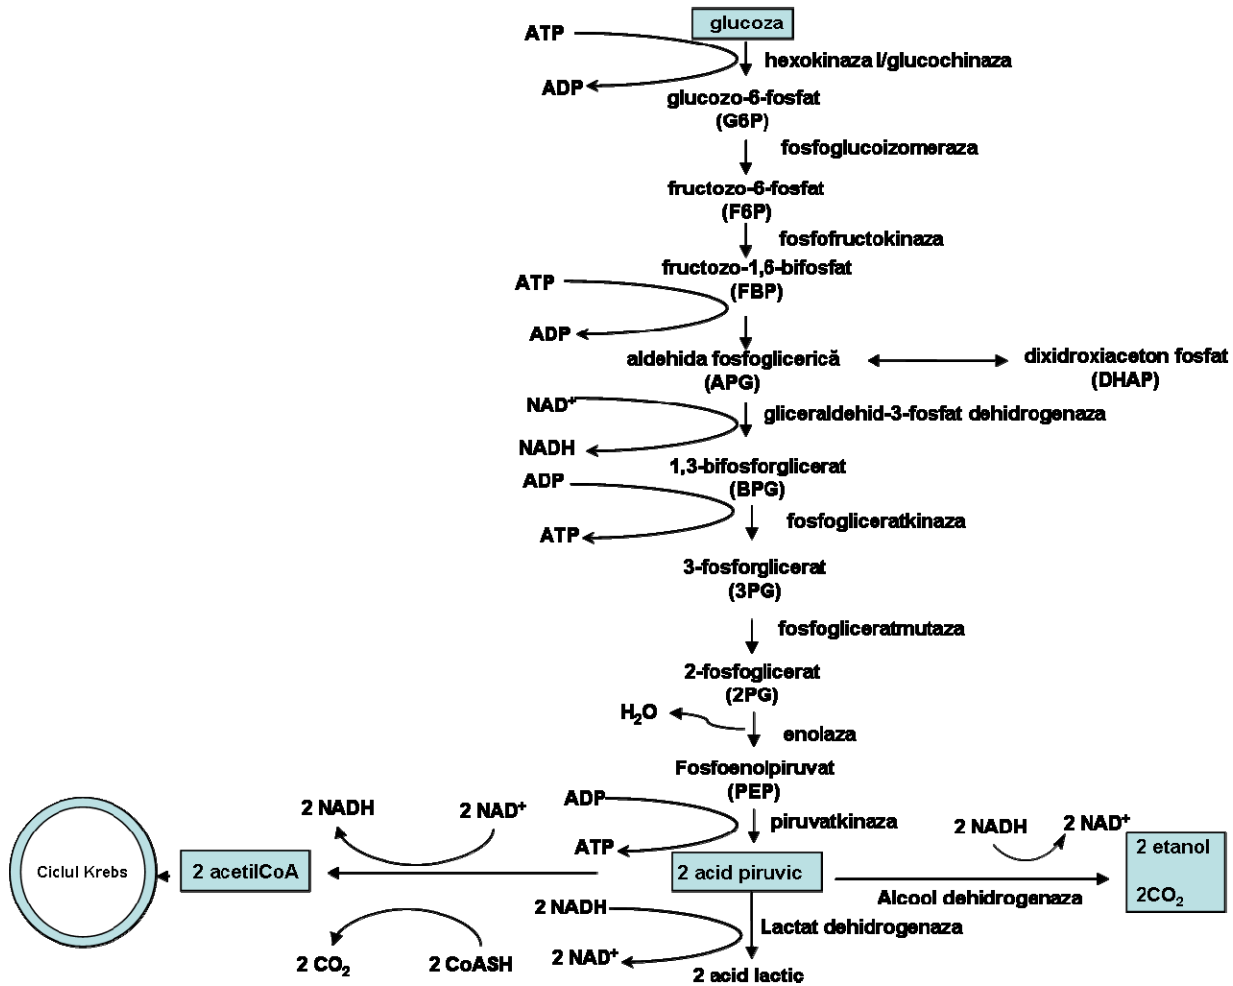 glucoza
ATP
ADP
hexokinaza I/glucochinaza
glucozo-6-fosfat
(G6P)
fosfoglucoizomeraza
fructozo-6-fosfat
(F6P)
fosfofructokinaza
fructozo-1,6-bifosfat
(FBP)
ATP
ADP
aldehida fosfoglicerică
(APG)
dixidroxiaceton fosfat
(DHAP)
NAD+
NADH
gliceraldehid-3-fosfat dehidrogenaza
1,3-bifosforglicerat
(BPG)
ADP
ATP
fosfogliceratkinaza
3-fosforglicerat
(3PG)
fosfogliceratmutaza
2-fosfoglicerat
(2PG)
H2O
enolaza
Fosfoenolpiruvat
(PEP)
ADP
ATP
piruvatkinaza
2 NADH
2 NAD+
2 NADH
2 NAD+
Ciclul Krebs
2 acetilCoA
2 acid piruvic
Alcool dehidrogenaza
2 etanol
2CO2
2 CO2
2 CoASH
2 NADH
2 NAD+
Lactat dehidrogenaza
2 acid lactic